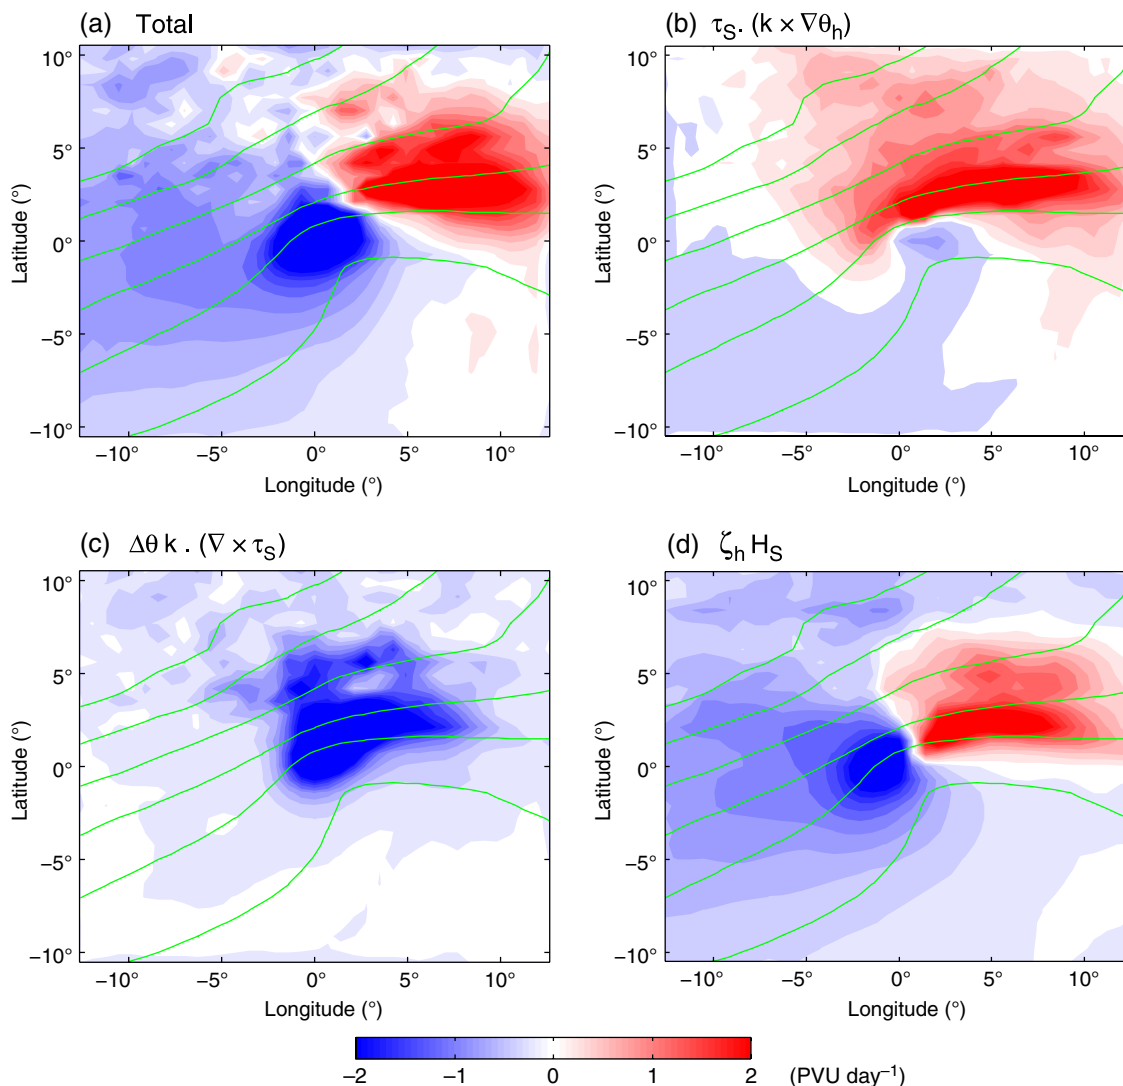 (a) Total
(b) τS. (k × ∇θh)
10°
5°
0°
−5°
−10°
Latitude (°)
−10° −5° 0° 5° 10°
Longitude (°)
10°
5°
0°
−5°
−10°
Latitude (°)
−10° −5° 0° 5° 10°
Longitude (°)
(c) Δθ k . (∇ × τS)
(d) ζh HS
10°
5°
0°
−5°
−10°
Latitude (°)
−10° −5° 0° 5° 10°
Longitude (°)
10°
5°
0°
−5°
−10°
Latitude (°)
−10° −5° 0° 5° 10°
Longitude (°)
−2 −1 0 1 2 (PVU day−1)